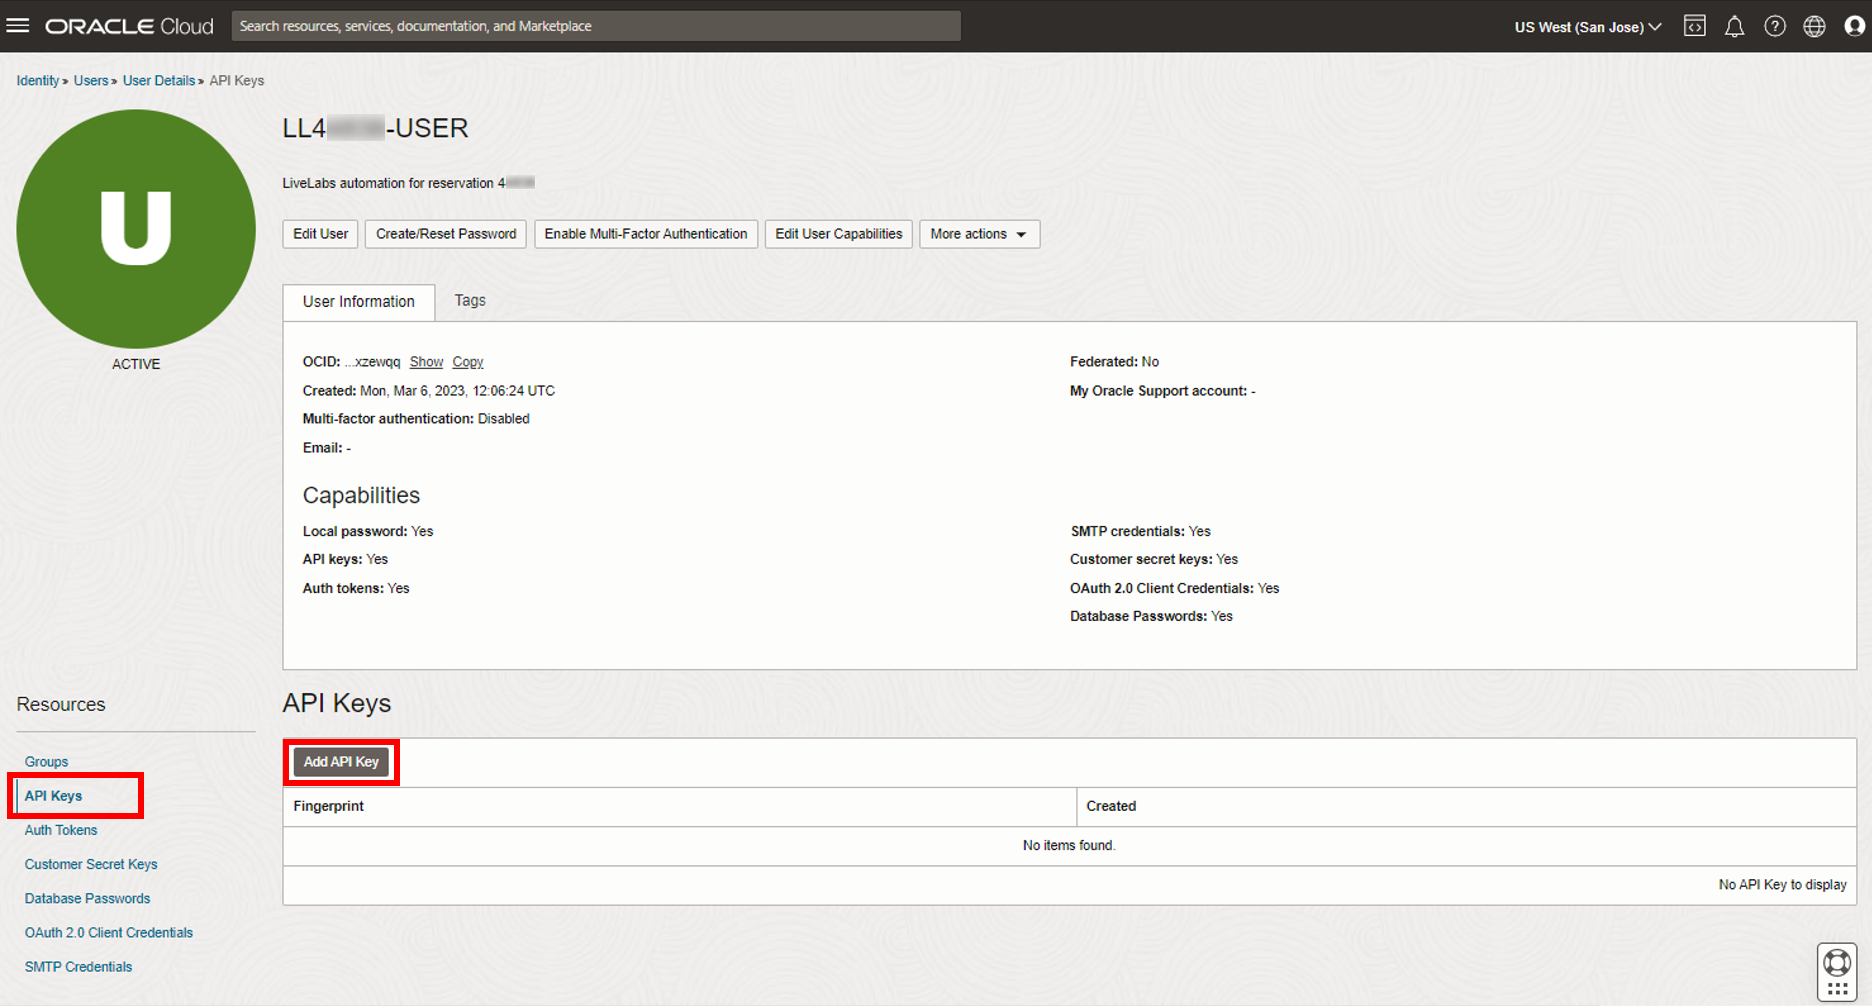 ORACLE Cloud
Search resources, services, documentation, and Marketplace
US West (San Jose)
Identity » Users » User Details » API Keys
U
ACTIVE
LL4 -USER
LiveLabs automation for reservation 4
Edit User
Create/Reset Password
Enable Multi-Factor Authentication
Edit User Capabilities
More actions
User Information
Tags
OCID: ...xzewqq Show Copy
Created: Mon, Mar 6, 2023, 12:06:24 UTC
Multi-factor authentication: Disabled
Email: -
Federated: No
My Oracle Support account: -
Capabilities
Local password: Yes
API keys: Yes
Auth tokens: Yes
SMTP credentials: Yes
Customer secret keys: Yes
OAuth 2.0 Client Credentials: Yes
Database Passwords: Yes
Resources
Groups
API Keys
Auth Tokens
Customer Secret Keys
Database Passwords
OAuth 2.0 Client Credentials
SMTP Credentials
API Keys
Add API Key
Fingerprint
Created
No items found.
No API Key to display